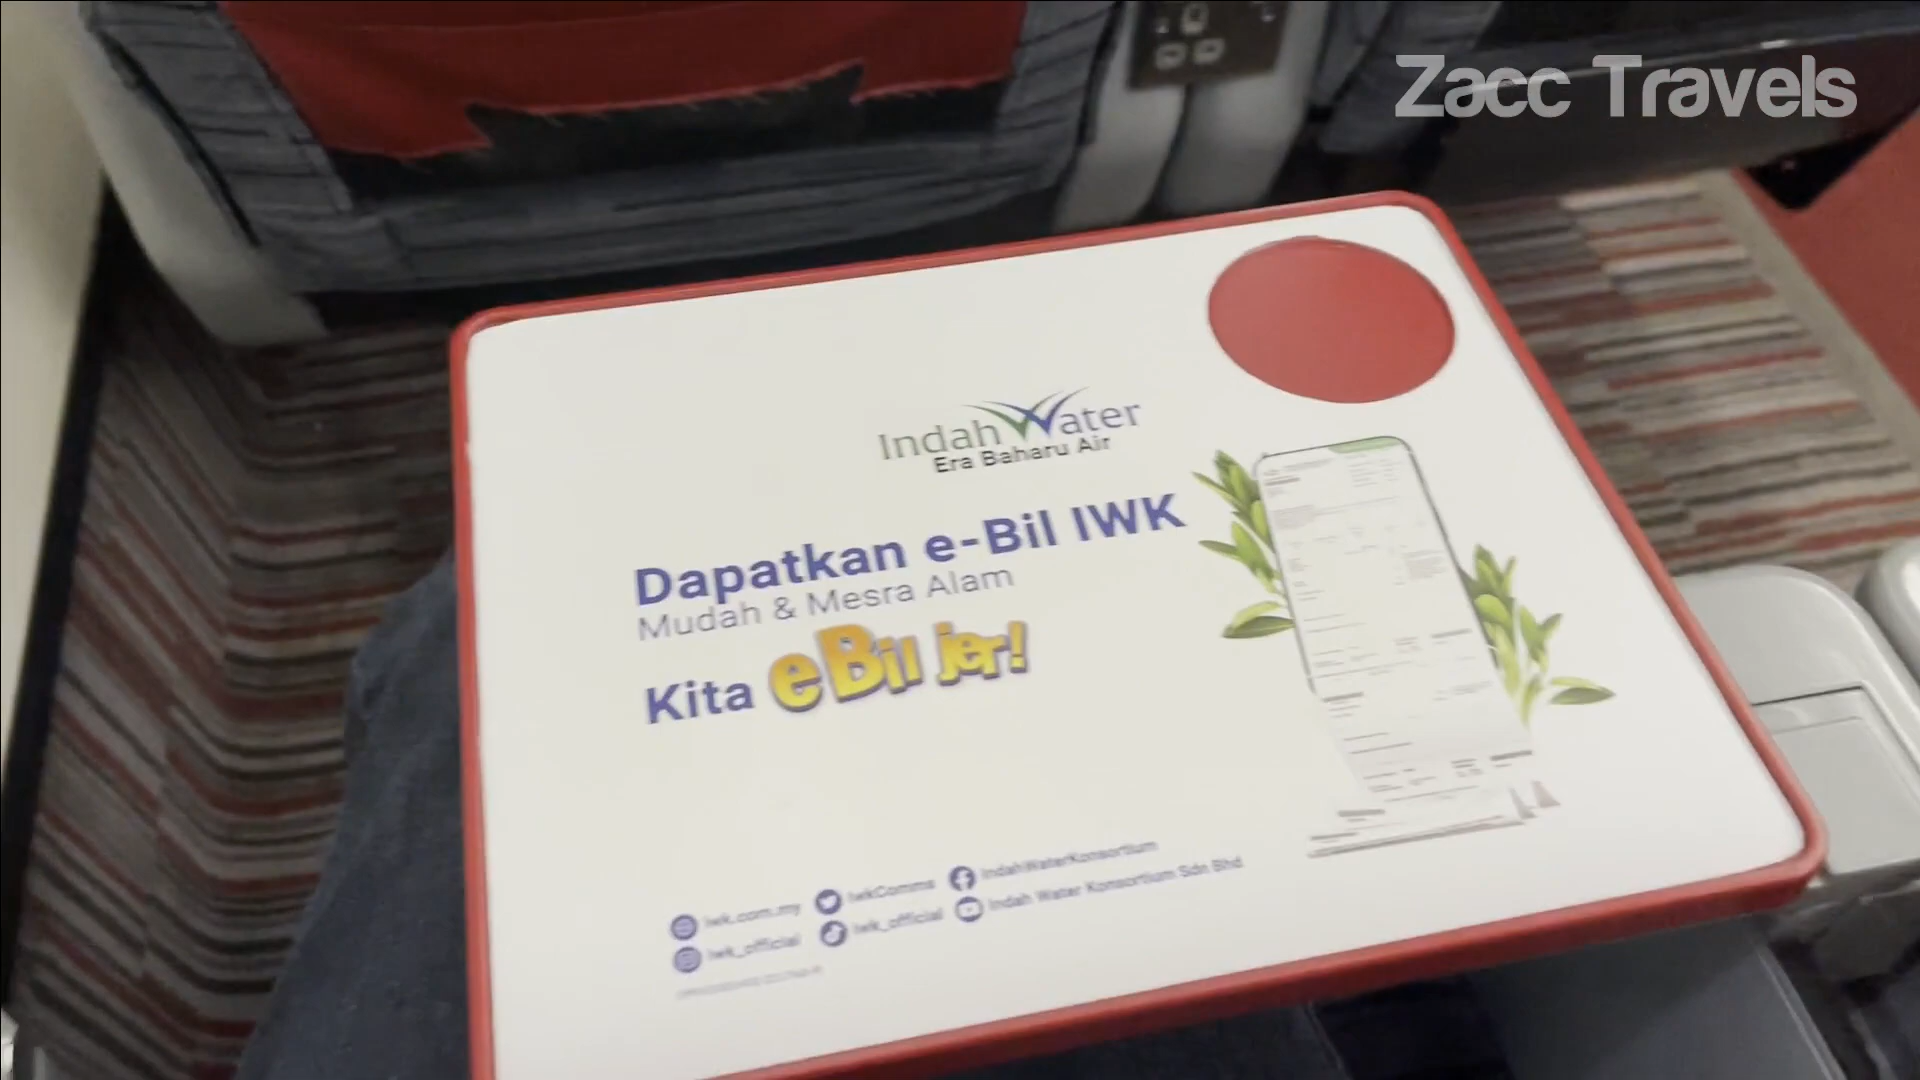 Zacc Travels
Indah Water
Era Baharu Air
Dapatkan e-Bil IWK
Mudah & Mesra Alam
Kita eBil jer!
iwk.com.my IwkComms IndahWaterKonsortium
iwk_official iwk_official Indah Water Konsortium Sdn Bhd